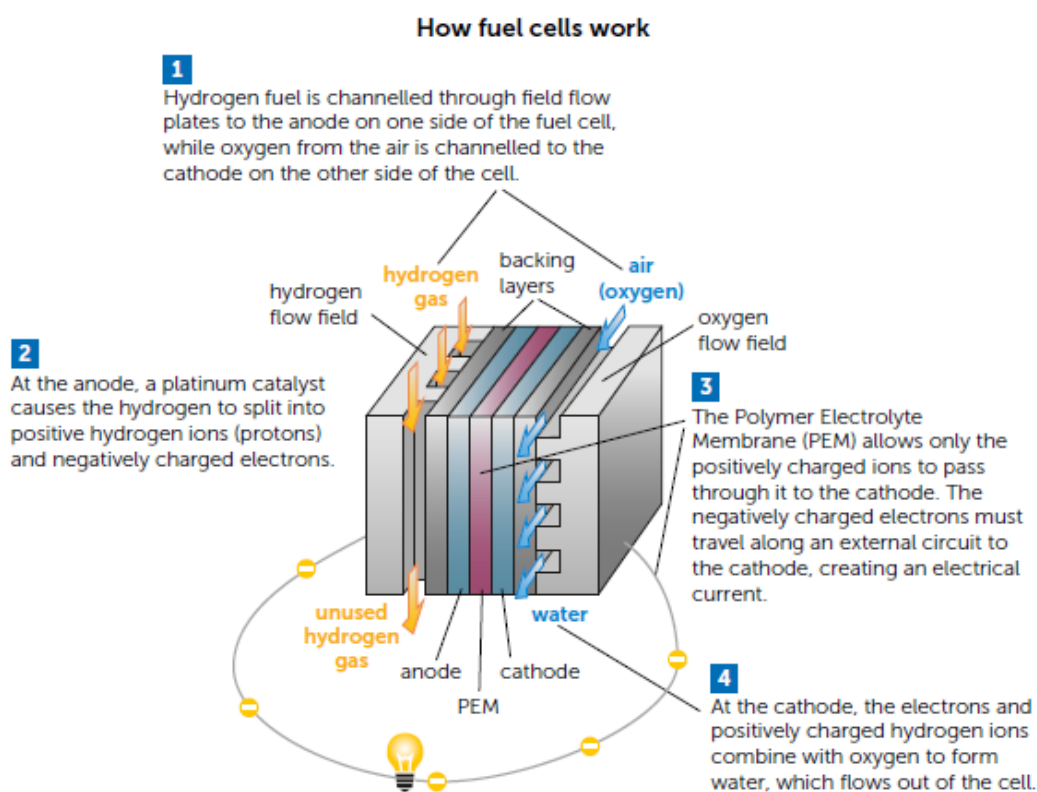 How fuel cells work
1
Hydrogen fuel is channelled through field flow
plates to the anode on one side of the fuel cell,
while oxygen from the air is channelled to the
cathode on the other side of the cell.
hydrogen
gas
backing
layers
air
(oxygen)
hydrogen
flow field
oxygen
flow field
2
At the anode, a platinum catalyst
causes the hydrogen to split into
positive hydrogen ions (protons)
and negatively charged electrons.
3
The Polymer Electrolyte
Membrane (PEM) allows only the
positively charged ions to pass
through it to the cathode. The
negatively charged electrons must
travel along an external circuit to
the cathode, creating an electrical
current.
unused
hydrogen
gas
water
anode
cathode
PEM
4
At the cathode, the electrons and
positively charged hydrogen ions
combine with oxygen to form
water, which flows out of the cell.